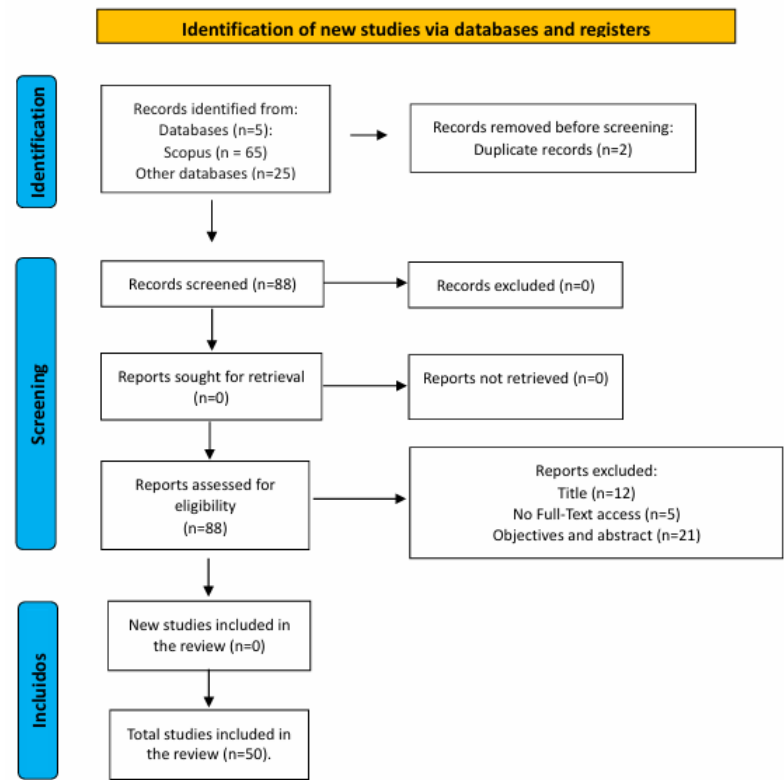 Identification of new studies via databases and registers
Identification
Records identified from:
Databases (n=5):
Scopus (n = 65)
Other databases (n=25)
Records removed before screening:
Duplicate records (n=2)
Screening
Records screened (n=88)
Records excluded (n=0)
Reports sought for retrieval
(n=0)
Reports not retrieved (n=0)
Reports assessed for
eligibility
(n=88)
Reports excluded:
Title (n=12)
No Full-Text access (n=5)
Objectives and abstract (n=21)
Incluidos
New studies included in
the review (n=0)
Total studies included in
the review (n=50).